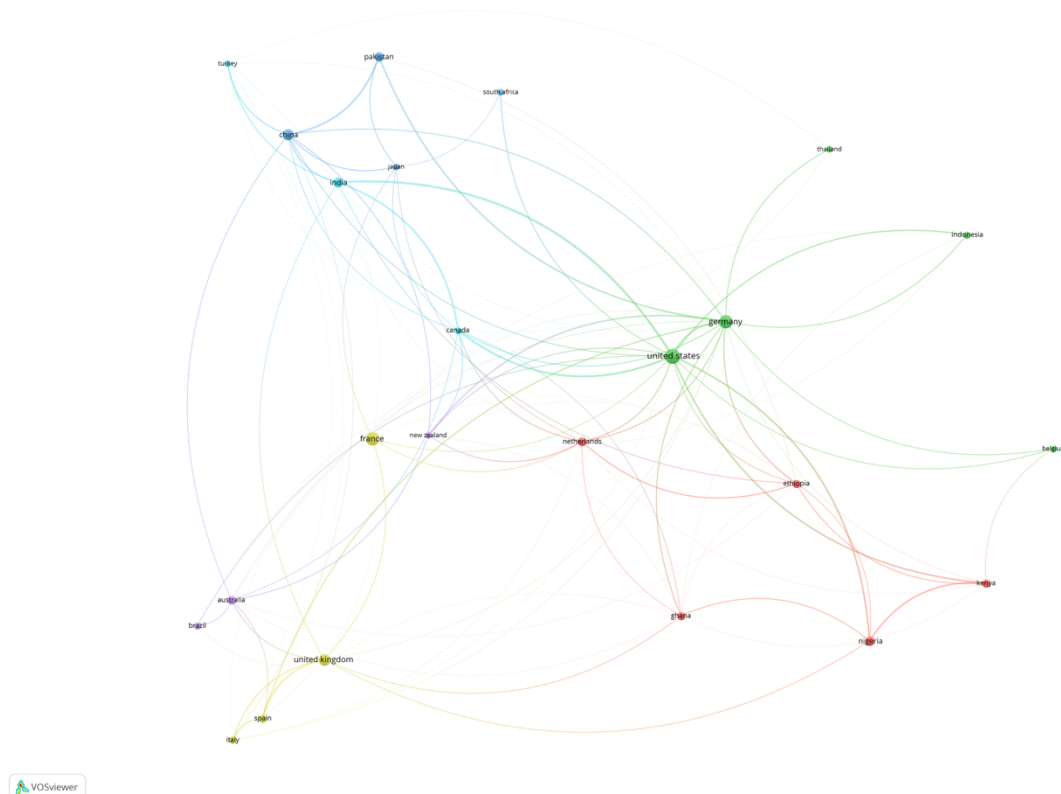 turkey
pakistan
south africa
china
thailand
japan
india
indonesia
germany
canada
united states
france
new zealand
netherlands
belgiu
ethiopia
kenya
australia
ghana
brazil
nigeria
united kingdom
spain
italy
VOSviewer